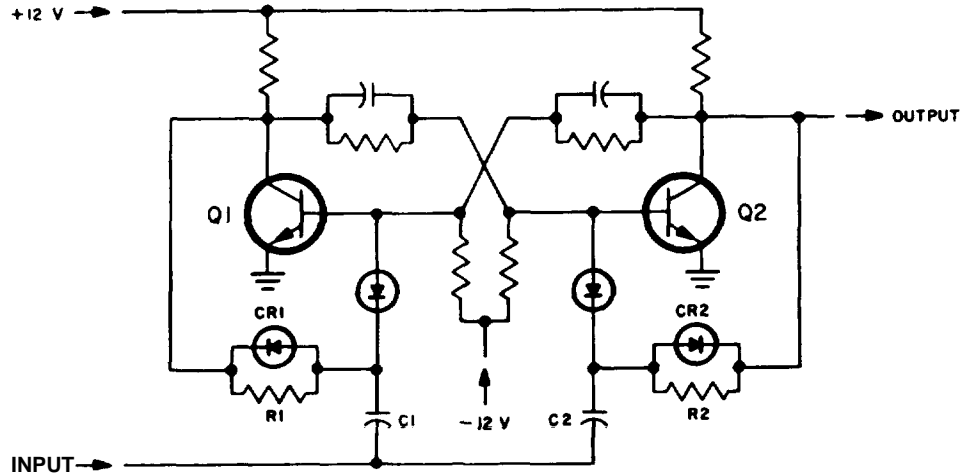 +12 V
OUTPUT
Q1
Q2
CR1
CR2
R1
C1
-12 V
C2
R2
INPUT